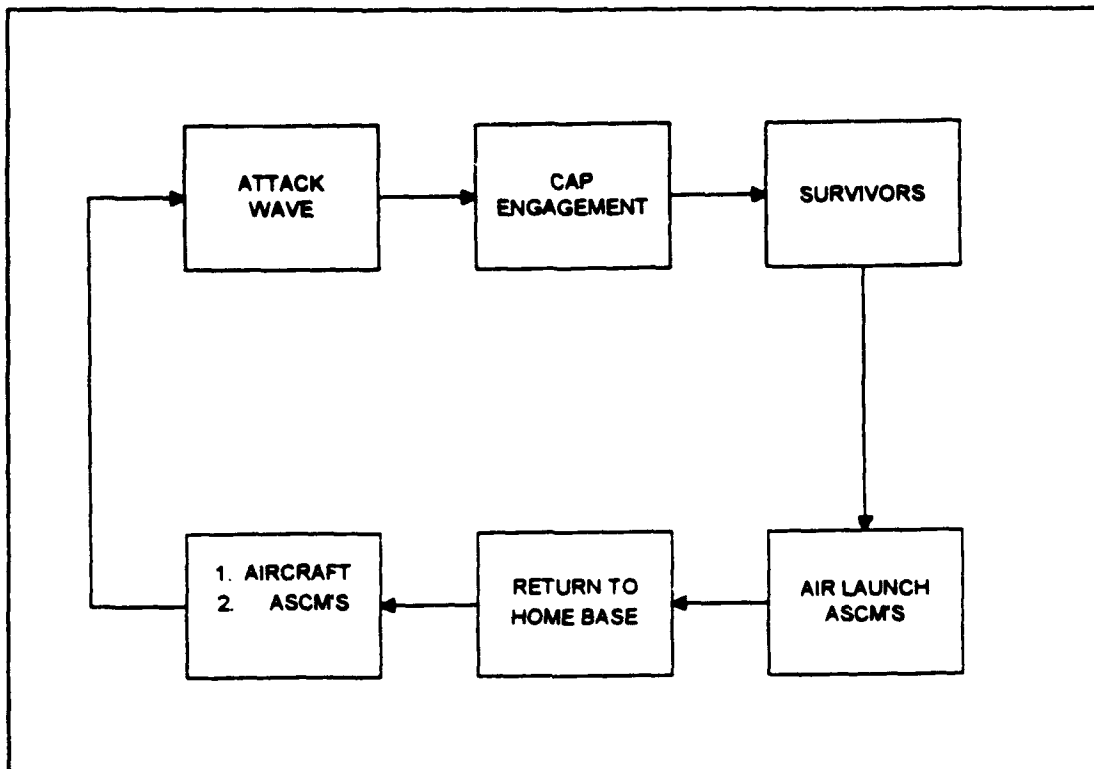 ATTACK
WAVE
CAP
ENGAGEMENT
SURVIVORS
1. AIRCRAFT
2. ASCM'S
RETURN TO
HOME BASE
AIR LAUNCH
ASCM'S